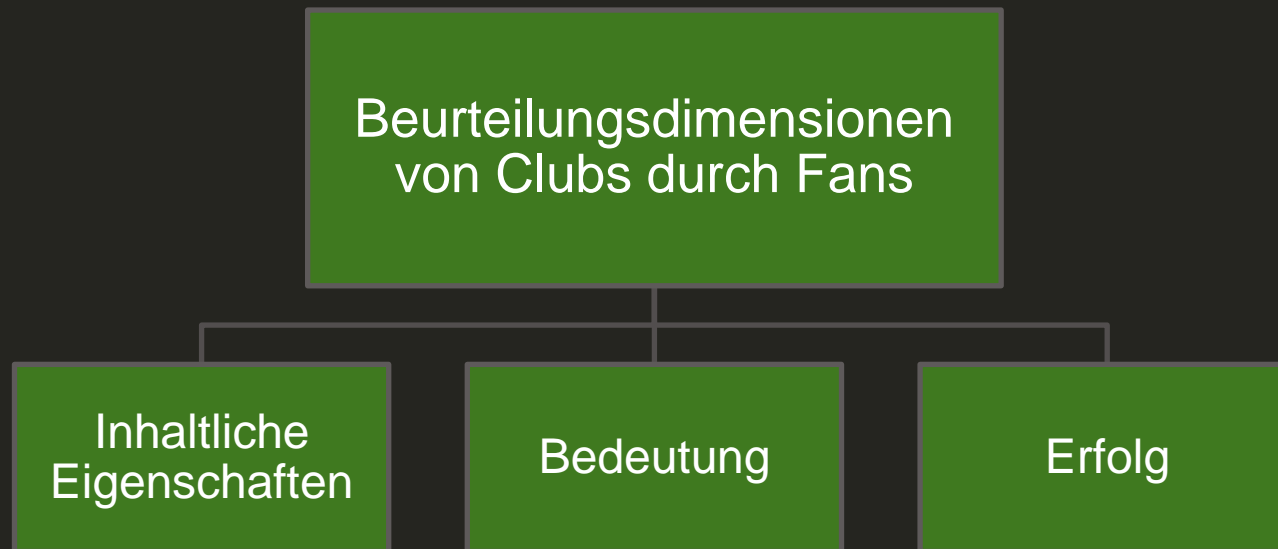 Beurteilungsdimensionen
von Clubs durch Fans
Inhaltliche
Eigenschaften
Bedeutung
Erfolg